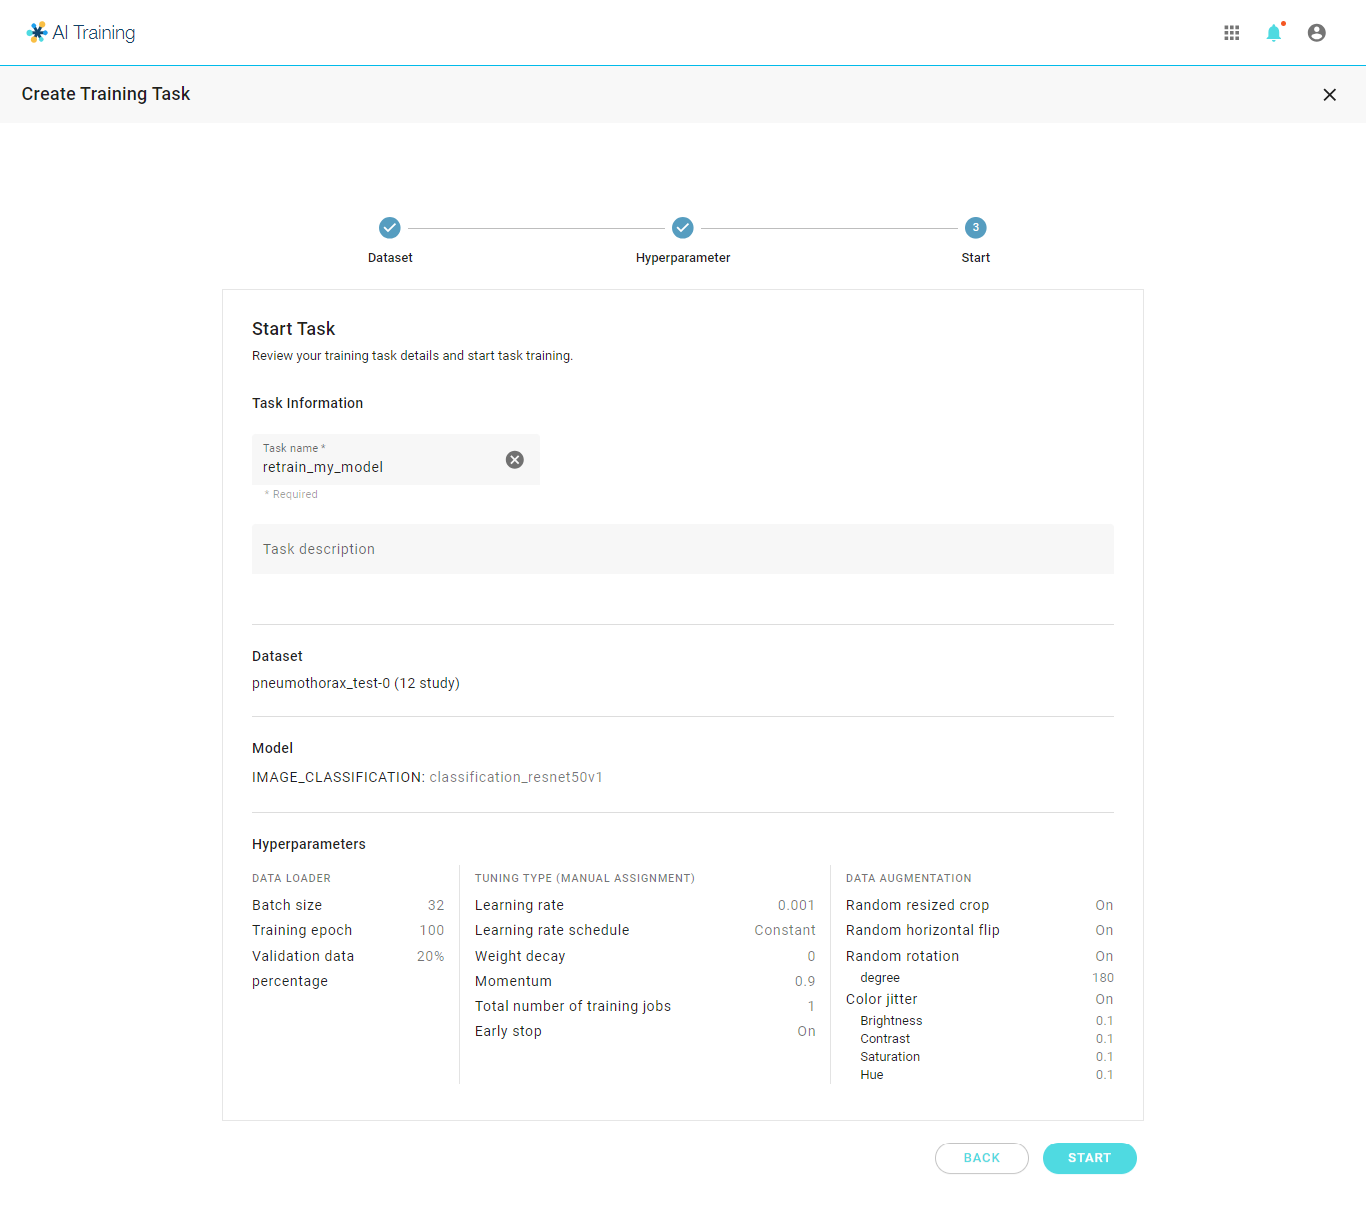 AI Training
Create Training Task
3
Dataset
Hyperparameter
Start
Start Task
Review your training task details and start task training.
Task Information
Task name *
retrain_my_model
* Required
Task description
Dataset
pneumothorax_test-0 (12 study)
Model
IMAGE_CLASSIFICATION: classification_resnet50v1
Hyperparameters
DATA LOADER
Batch size 32
Training epoch 100
Validation data 20%
percentage
TUNING TYPE (MANUAL ASSIGNMENT)
Learning rate 0.001
Learning rate schedule Constant
Weight decay 0
Momentum 0.9
Total number of training jobs 1
Early stop On
DATA AUGMENTATION
Random resized crop On
Random horizontal flip On
Random rotation On
degree 180
Color jitter On
Brightness 0.1
Contrast 0.1
Saturation 0.1
Hue 0.1
BACK
START